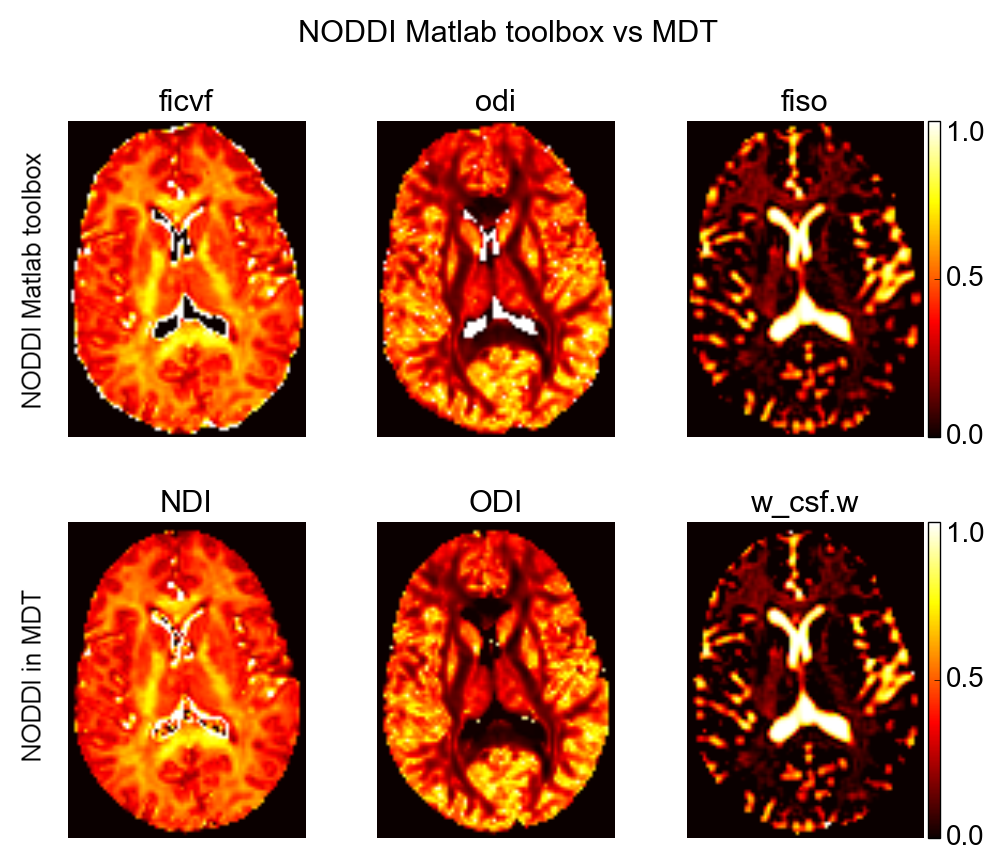 NODDI Matlab toolbox vs MDT
ficvf
odi
fiso
NODDI Matlab toolbox
1.0
0.5
0.0
NDI
ODI
w_csf.w
NODDI in MDT
1.0
0.5
0.0